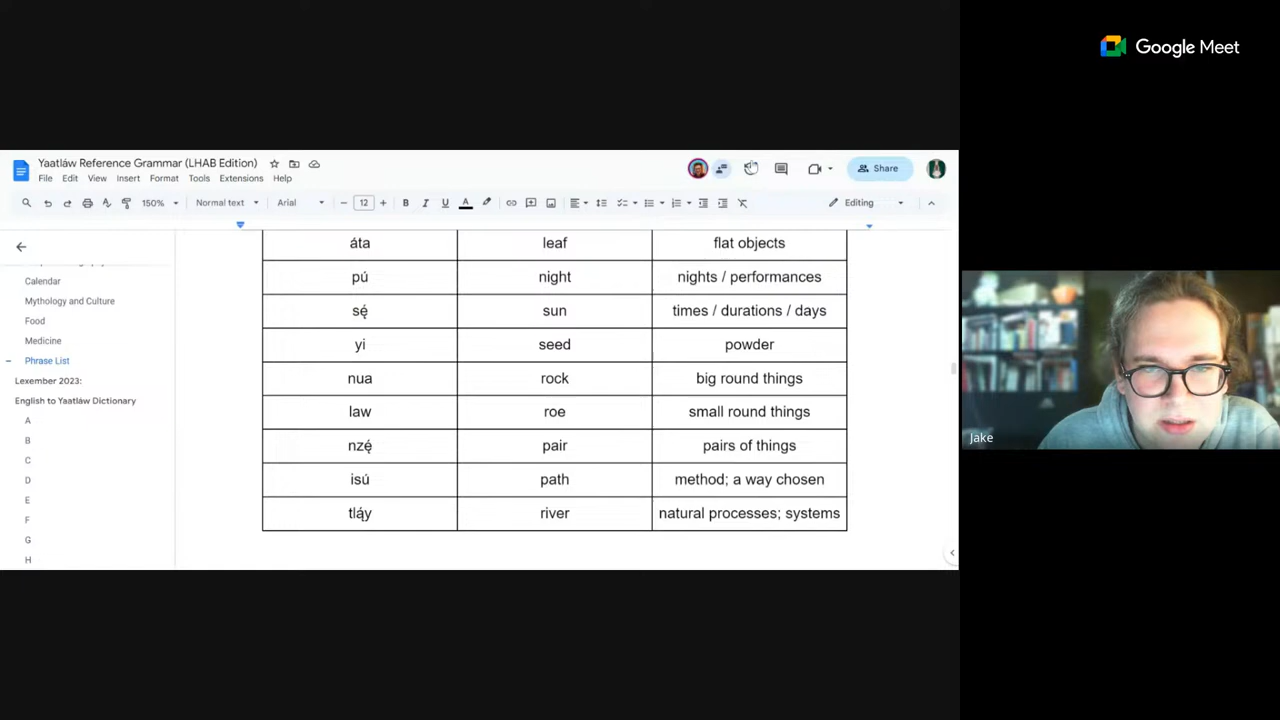 Google Meet
Yaatláw Reference Grammar (LHAB Edition)
File Edit View Insert Format Tools Extensions Help
Share
150% Normal text Arial 12 B I U A Editing
Calendar
Mythology and Culture
Food
Medicine
Phrase List
Lexember 2023:
English to Yaatláw Dictionary
A
B
C
D
E
F
G
H
áta leaf flat objects
pú night nights / performances
sę́ sun times / durations / days
yi seed powder
nua rock big round things
law roe small round things
nzę́ pair pairs of things
isú path method; a way chosen
tlą́y river natural processes; systems
Jake